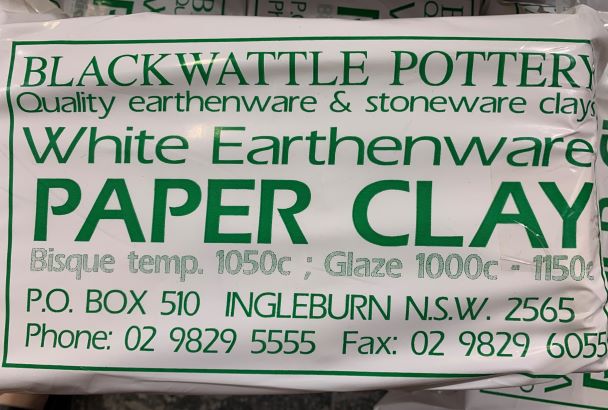 BLACKWATTLE POTTERY
Quality earthenware & stoneware clays
White Earthenware
PAPER CLAY
Bisque temp. 1050c ; Glaze 1000c - 1150c
P.O. BOX 510 INGLEBURN N.S.W. 2565
Phone: 02 9829 5555 Fax: 02 9829 6055